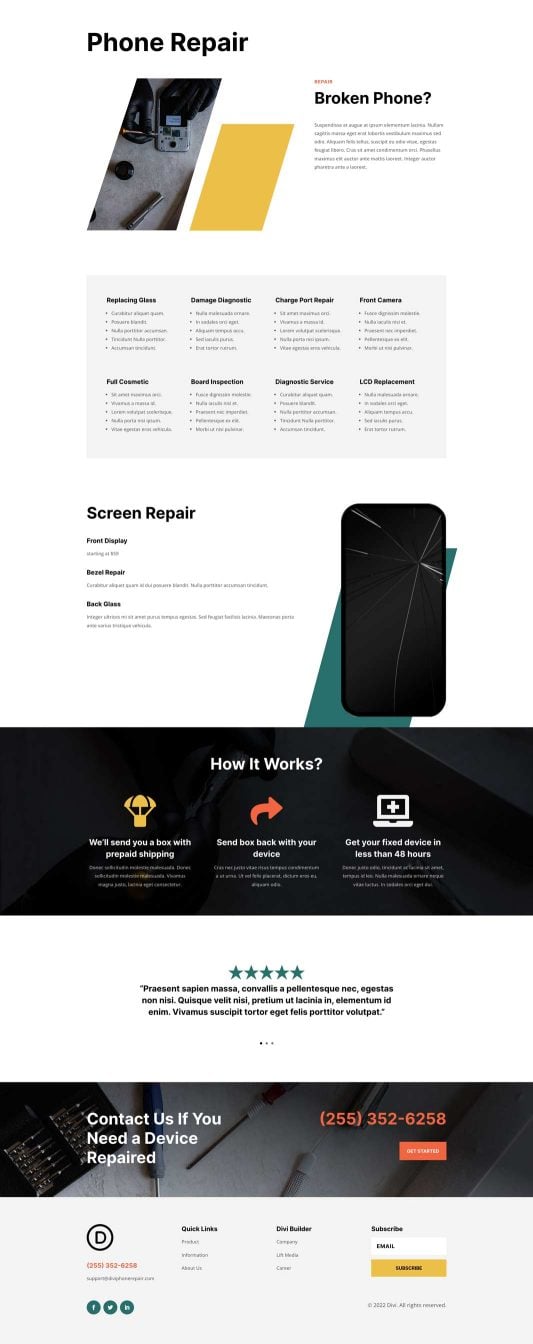 Phone Repair
REPAIR
Broken Phone?
Suspendisse et augue at ipsum elementum lacinia. Nullam
sagittis massa eget erat lobortis vestibulum maximus sed
odio. Aliquam felis tellus, suscipit eu odio vitae, egestas
feugiat libero. Cras sit amet condimentum orci. Phasellus
maximus elit auctor ante mattis laoreet. Integer auctor
pharetra ante a laoreet.
Replacing Glass
Curabitur aliquet quam.
Posuere blandit.
Nulla porttitor accumsan.
Tincidunt Nulla porttitor.
Accumsan tincidunt.
Damage Diagnostic
Nulla malesuada ornare.
In sodales orci eget.
Aliquam tempus accu.
Sed iaculis purus.
Erat tortor rutrum.
Charge Port Repair
Sit amet maximus orci.
Vivamus a massa id.
Lorem volutpat scelerisque.
Nulla porta nisi ipsum.
Vitae egestas eros vehicula.
Front Camera
Fusce dignissim molestie.
Nulla iaculis nisi et.
Praesent nec imperdiet.
Pellentesque ex elit.
Morbi ut nisi pulvinar.
Full Cosmetic
Sit amet maximus orci.
Vivamus a massa id.
Lorem volutpat scelerisque.
Nulla porta nisi ipsum.
Vitae egestas eros vehicula.
Board Inspection
Fusce dignissim molestie.
Nulla iaculis nisi et.
Praesent nec imperdiet.
Pellentesque ex elit.
Morbi ut nisi pulvinar.
Diagnostic Service
Curabitur aliquet quam.
Posuere blandit.
Nulla porttitor accumsan.
Tincidunt Nulla porttitor.
Accumsan tincidunt.
LCD Replacement
Nulla malesuada ornare.
In sodales orci eget.
Aliquam tempus accu.
Sed iaculis purus.
Erat tortor rutrum.
Screen Repair
Front Display
starting at $59
Bezel Repair
Curabitur aliquet quam id dui posuere blandit. Nulla porttitor accumsan tincidunt.
Back Glass
Integer ultrices mi sit amet purus tempus egestas. Sed feugiat facilisis lacinia. Maecenas porta
ante varius tristique vehicula.
How It Works?
We'll send you a box with
prepaid shipping
Donec sollicitudin molestie malesuada. Donec
sollicitudin molestie malesuada. Vivamus
magna justo, lacinia eget consectetur.
Send box back with your
device
Cras nec justo vitae risus tempus condimentum
a at urna. Ut vel felis placerat, dictum eros eu,
aliquam odio.
Get your fixed device in
less than 48 hours
Donec justo odio, tincidunt ac lacinia sit amet,
tempus id leo. Nulla malesuada ornare neque
vitae luctus. In sodales orci eget dui.
"Praesent sapien massa, convallis a pellentesque nec, egestas
non nisi. Quisque velit nisi, pretium ut lacinia in, elementum id
enim. Vivamus suscipit tortor eget felis porttitor volutpat."
Contact Us If You
Need a Device
Repaired
(255) 352-6258
GET STARTED
D
(255) 352-6258
support@diviphonerepair.com
Quick Links
Product
Information
About Us
Divi Builder
Company
Lift Media
Career
Subscribe
EMAIL
SUBSCRIBE
© 2022 Divi. All rights reserved.